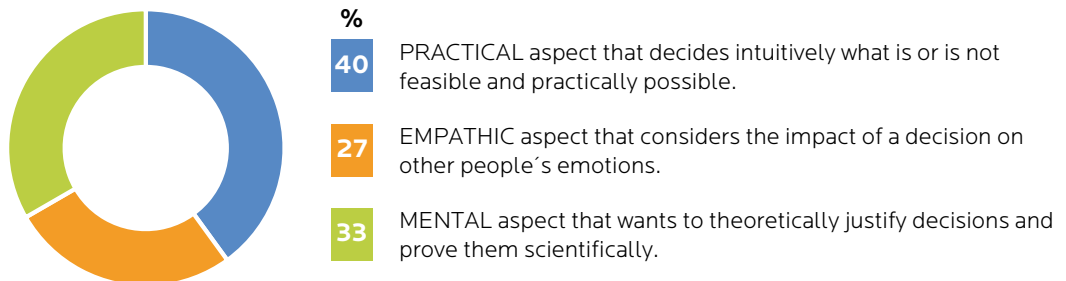 %
40 PRACTICAL aspect that decides intuitively what is or is not
feasible and practically possible.
27 EMPATHIC aspect that considers the impact of a decision on
other people´s emotions.
33 MENTAL aspect that wants to theoretically justify decisions and
prove them scientifically.